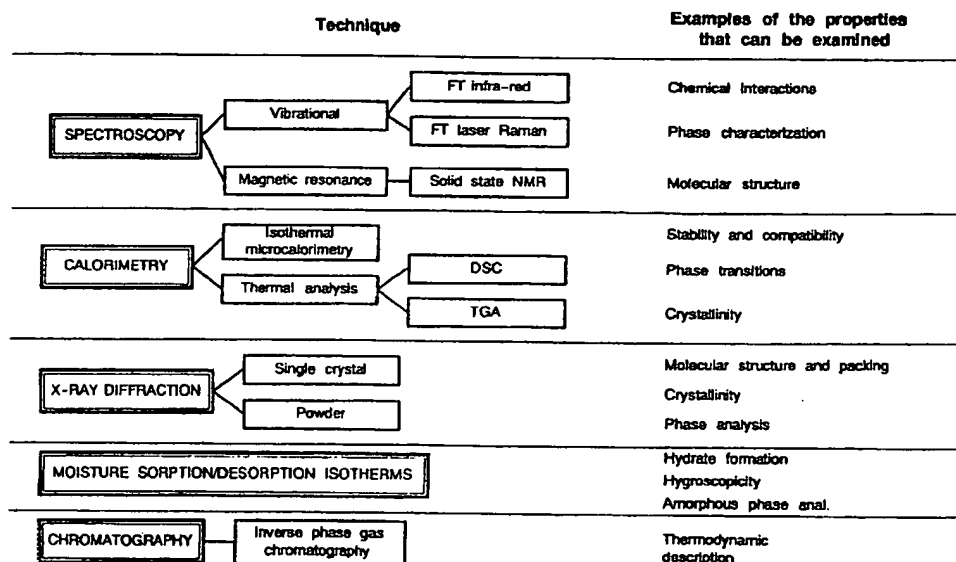 Technique
Examples of the properties
that can be examined
SPECTROSCOPY
Vibrational
FT infra-red
FT laser Raman
Magnetic resonance
Solid state NMR
Chemical interactions
Phase characterization
Molecular structure
CALORIMETRY
Isothermal
microcalorimetry
Thermal analysis
DSC
TGA
Stability and compatibility
Phase transitions
Crystallinity
X-RAY DIFFRACTION
Single crystal
Powder
Molecular structure and packing
Crystallinity
Phase analysis
MOISTURE SORPTION/DESORPTION ISOTHERMS
Hydrate formation
Hygroscopicity
Amorphous phase anal.
CHROMATOGRAPHY
Inverse phase gas
chromatography
Thermodynamic
description